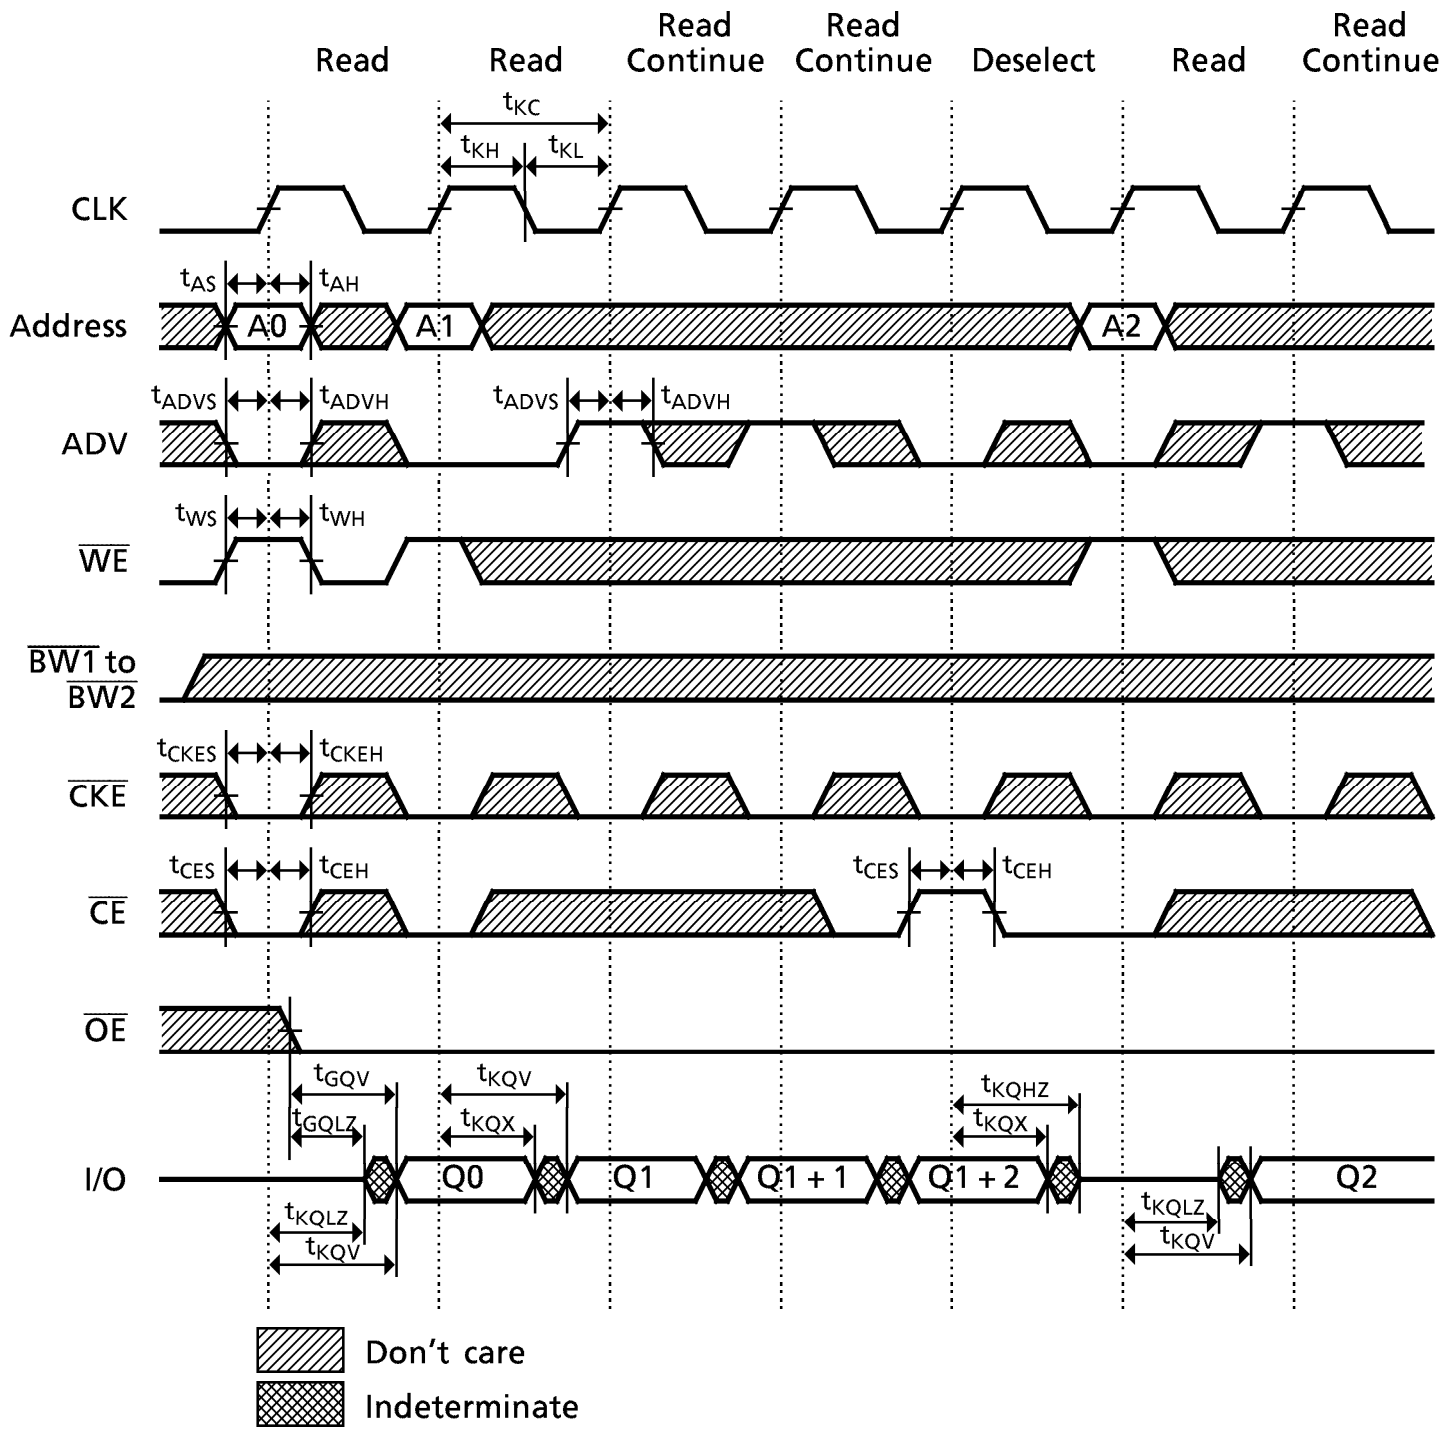 Read Read Read Continue Read Continue Deselect Read Read Continue
tKC
tKH tKL
CLK
tAS tAH
Address A0 A1 A2
tADVS tADVH tADVS tADVH
ADV
tWS tWH
WE
BW1 to
BW2
tCKES tCKEH
CKE
tCES tCEH tCES tCEH
CE
OE
tGQV tKQV tKQHZ
tGQLZ tKQX tKQX
I/O Q0 Q1 Q1 + 1 Q1 + 2 Q2
tKQLZ tKQLZ
tKQV tKQV
Don't care
Indeterminate